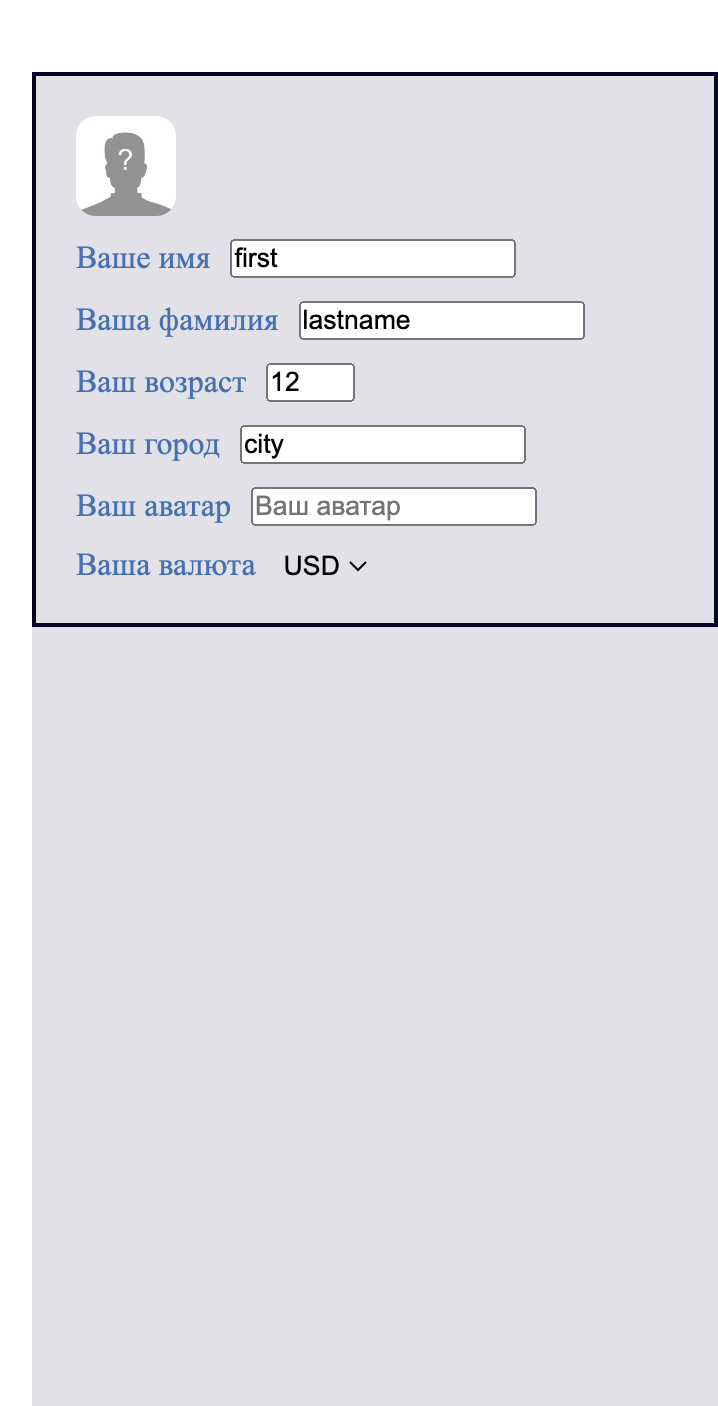 ?
Ваше имя first
Ваша фамилия lastname
Ваш возраст 12
Ваш город city
Ваш аватар Ваш аватар
Ваша валюта USD